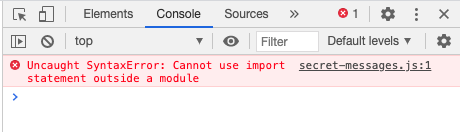 Elements Console Sources » 1
top Filter Default levels ▾
Uncaught SyntaxError: Cannot use import secret-messages.js:1
statement outside a module
>